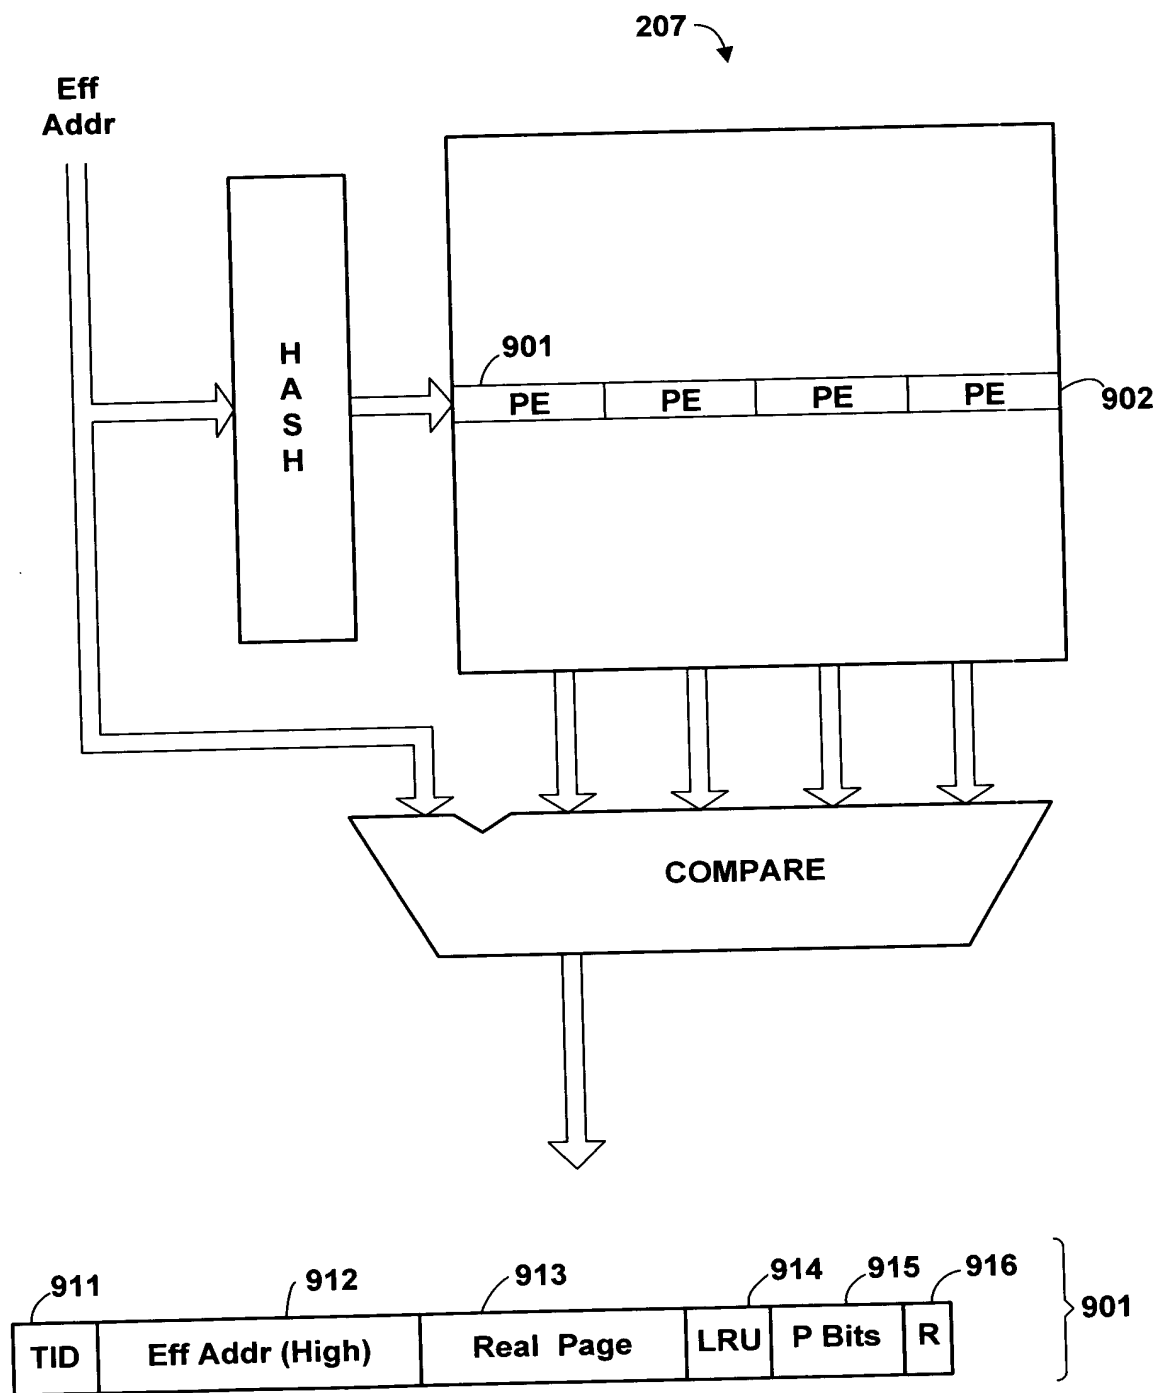 207
Eff
Addr
H
A
S
H
901
PE PE PE PE
902
COMPARE
911 912 913 914 915 916
TID Eff Addr (High) Real Page LRU P Bits R
901